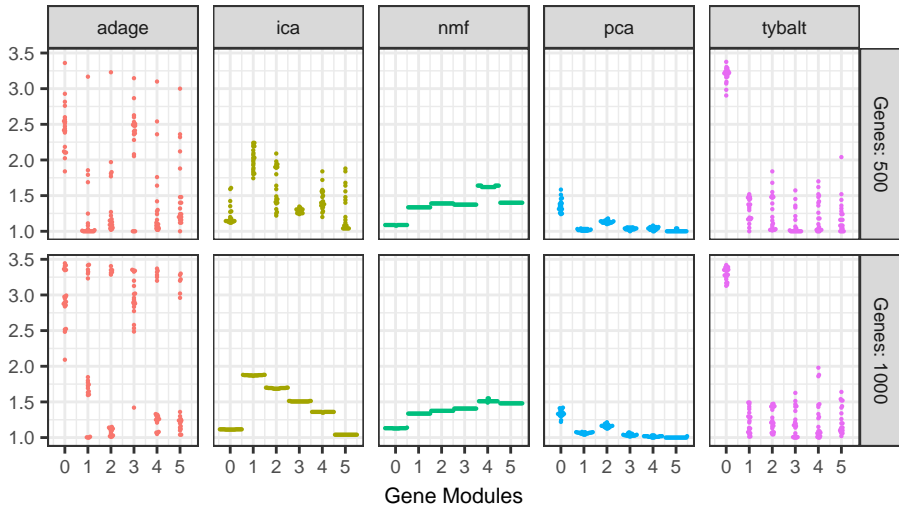 adage ica nmf pca tybalt
3.5
3.0
2.5
2.0
1.5
1.0
Genes: 500
3.5
3.0
2.5
2.0
1.5
1.0
Genes: 1000
0 1 2 3 4 5 0 1 2 3 4 5 0 1 2 3 4 5 0 1 2 3 4 5 0 1 2 3 4 5
Gene Modules